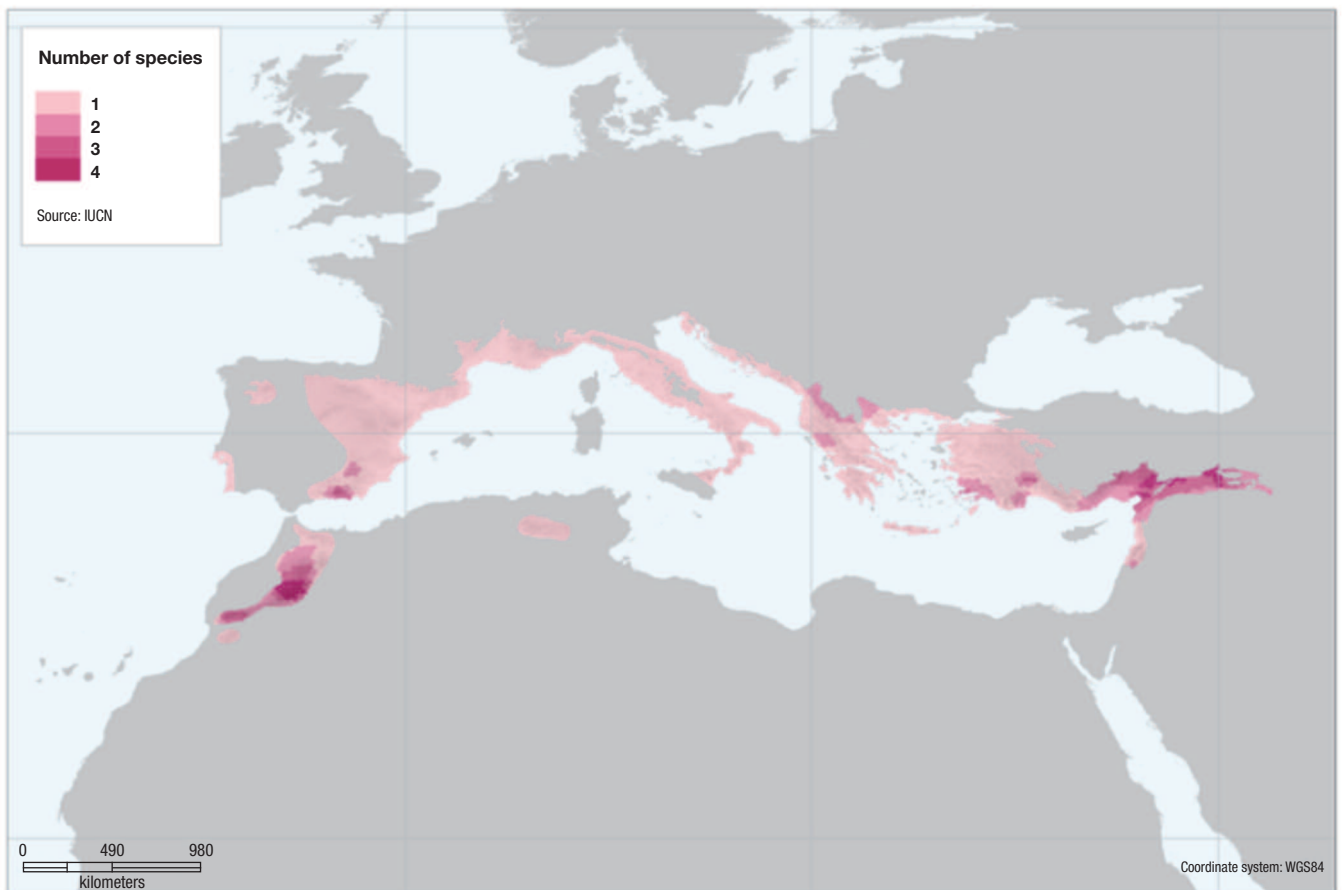 Number of species
1
2
3
4
Source: IUCN
0 490 980
kilometers
Coordinate system: WGS84